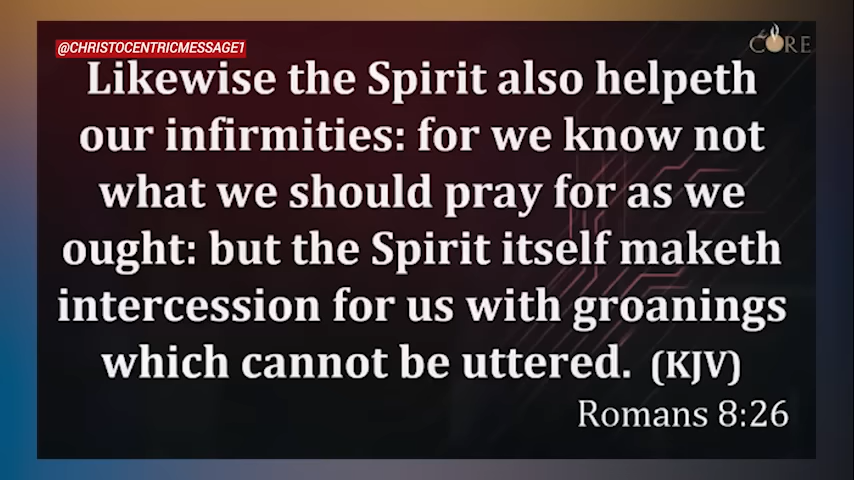 @CHRISTOCENTRICMESSAGE1
CORE
Likewise the Spirit also helpeth
our infirmities: for we know not
what we should pray for as we
ought: but the Spirit itself maketh
intercession for us with groanings
which cannot be uttered. (KJV)
Romans 8:26